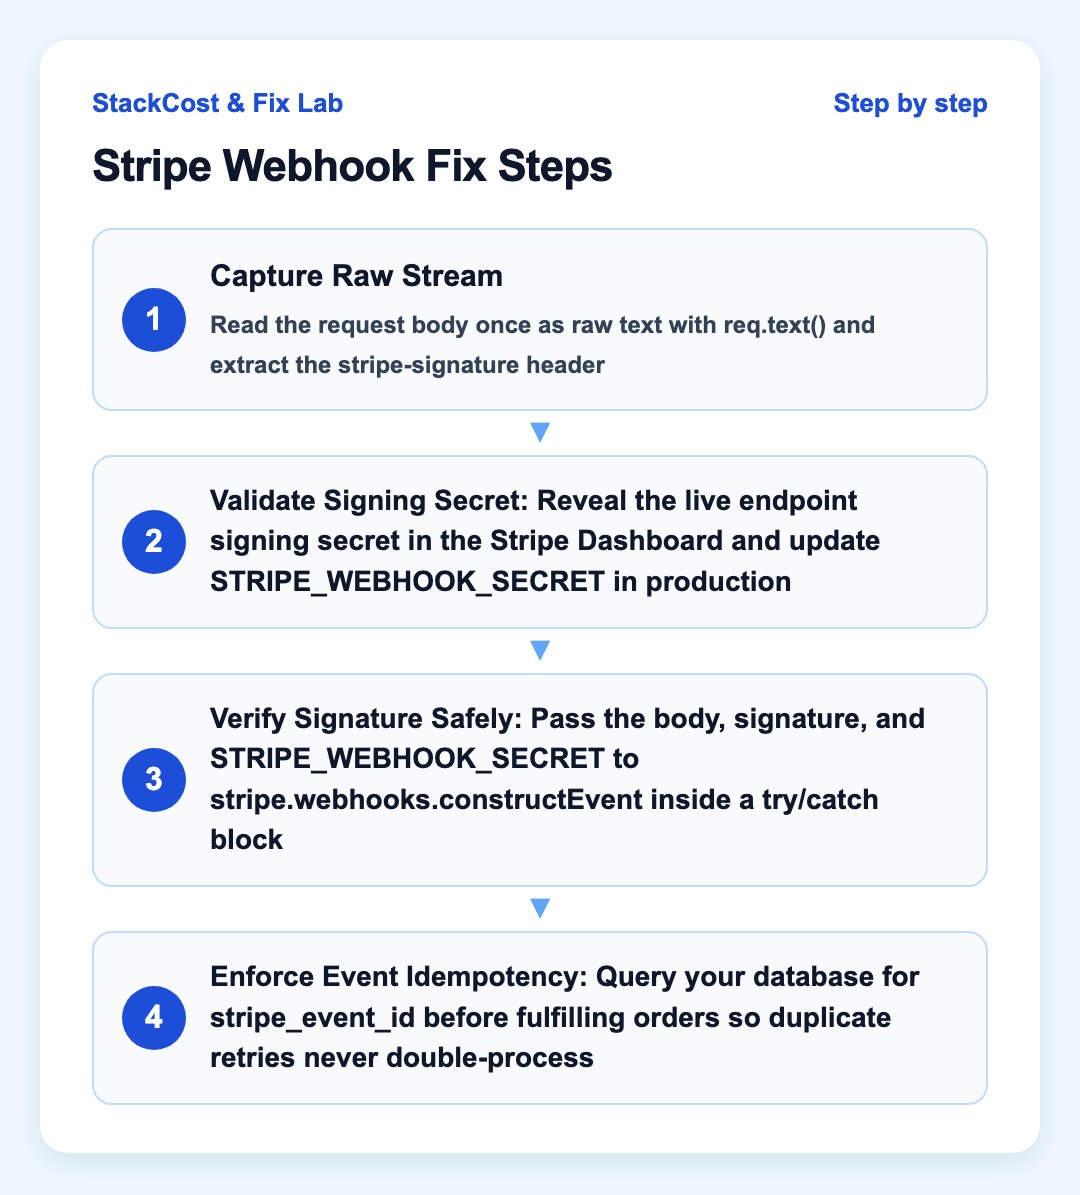 StackCost & Fix Lab
Step by step
Stripe Webhook Fix Steps
1
Capture Raw Stream
Read the request body once as raw text with req.text() and
extract the stripe-signature header
2
Validate Signing Secret: Reveal the live endpoint
signing secret in the Stripe Dashboard and update
STRIPE_WEBHOOK_SECRET in production
3
Verify Signature Safely: Pass the body, signature, and
STRIPE_WEBHOOK_SECRET to
stripe.webhooks.constructEvent inside a try/catch
block
4
Enforce Event Idempotency: Query your database for
stripe_event_id before fulfilling orders so duplicate
retries never double-process